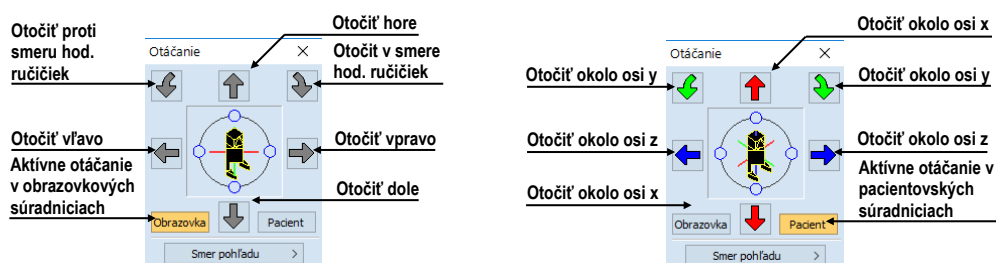 Otočiť proti
smeru hod.
ručičiek
Otočiť hore
Otáčanie
Otočit v smere
hod. ručičiek
Otočiť vľavo
Otočiť vpravo
Aktívne otáčanie
v obrazovkových
súradniciach
Otočiť dole
Obrazovka
Pacient
Smer pohľadu >
Otočiť okolo osi x
Otáčanie
Otočiť okolo osi y
Otočiť okolo osi y
Otočiť okolo osi z
Otočiť okolo osi z
Otočiť okolo osi x
Aktívne otáčanie v
pacientovských
súradniciach
Obrazovka
Pacient
Smer pohľadu >